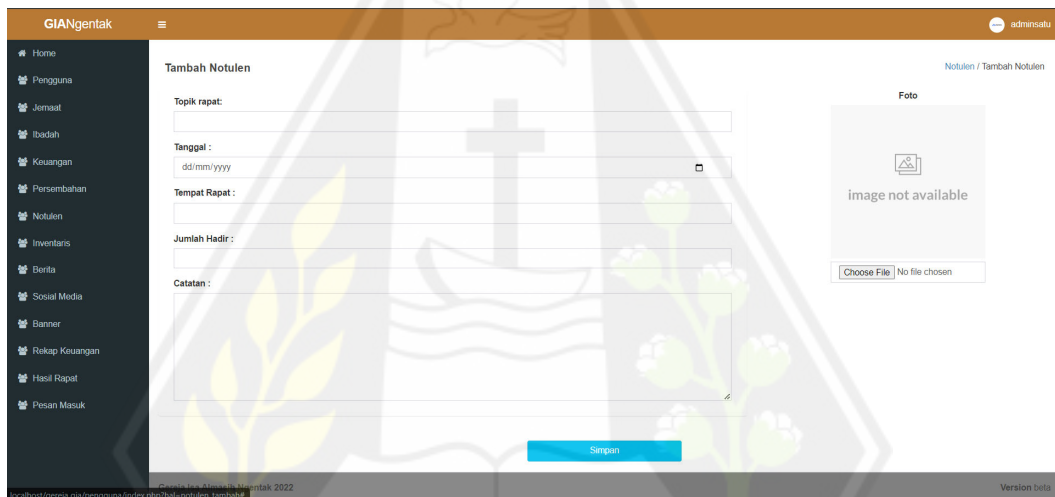 GIANgentak
adminsatu
Home
Pengguna
Jemaat
Ibadah
Keuangan
Persembahan
Notulen
Inventaris
Berita
Sosial Media
Banner
Rekap Keuangan
Hasil Rapat
Pesan Masuk
Tambah Notulen
Notulen / Tambah Notulen
Topik rapat:
Tanggal :
dd/mm/yyyy
Tempat Rapat :
Jumlah Hadir :
Catatan :
Foto
image not available
Choose File No file chosen
Simpan
Gereja Isa Almasih Ngentak 2022
Version beta
localhost/gereja.gia/pengguna/index.php?hal=notulen_tambah#